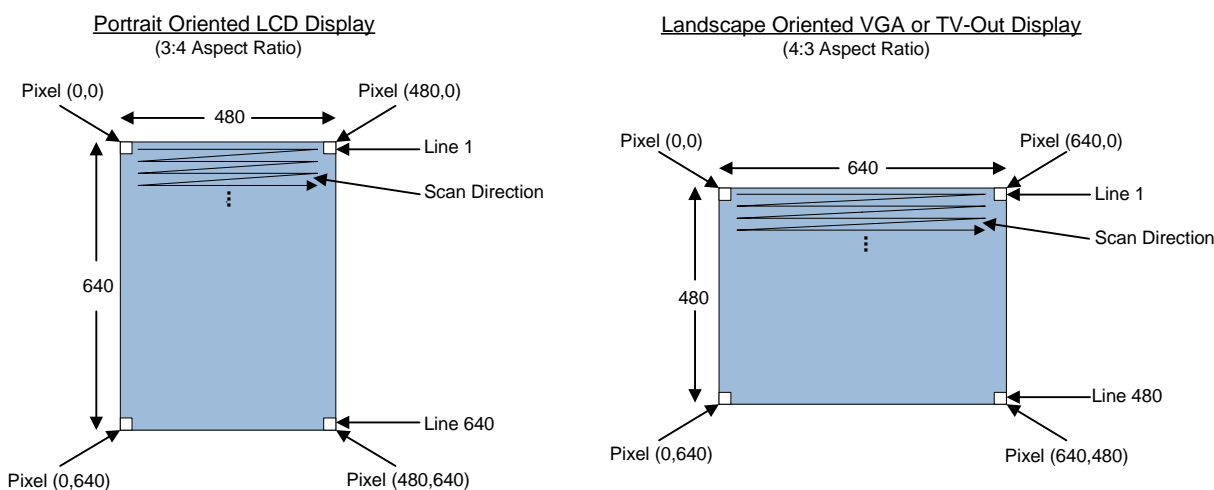 Portrait Oriented LCD Display
(3:4 Aspect Ratio)
Pixel (0,0)
Pixel (480,0)
480
Line 1
Scan Direction
640
Line 640
Pixel (0,640)
Pixel (480,640)
Landscape Oriented VGA or TV-Out Display
(4:3 Aspect Ratio)
Pixel (0,0)
Pixel (640,0)
640
Line 1
Scan Direction
480
Line 480
Pixel (0,640)
Pixel (640,480)